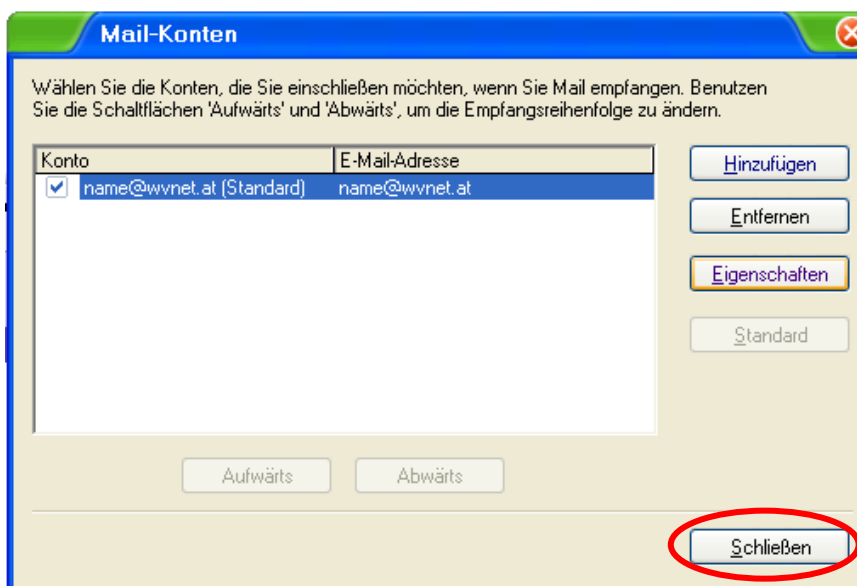 Mail-Konten
Wählen Sie die Konten, die Sie einschließen möchten, wenn Sie Mail empfangen. Benutzen
Sie die Schaltflächen 'Aufwärts' und 'Abwärts', um die Empfangsreihenfolge zu ändern.
Konto E-Mail-Adresse
name@wvnet.at (Standard) name@wvnet.at
Hinzufügen
Entfernen
Eigenschaften
Standard
Aufwärts Abwärts
Schließen